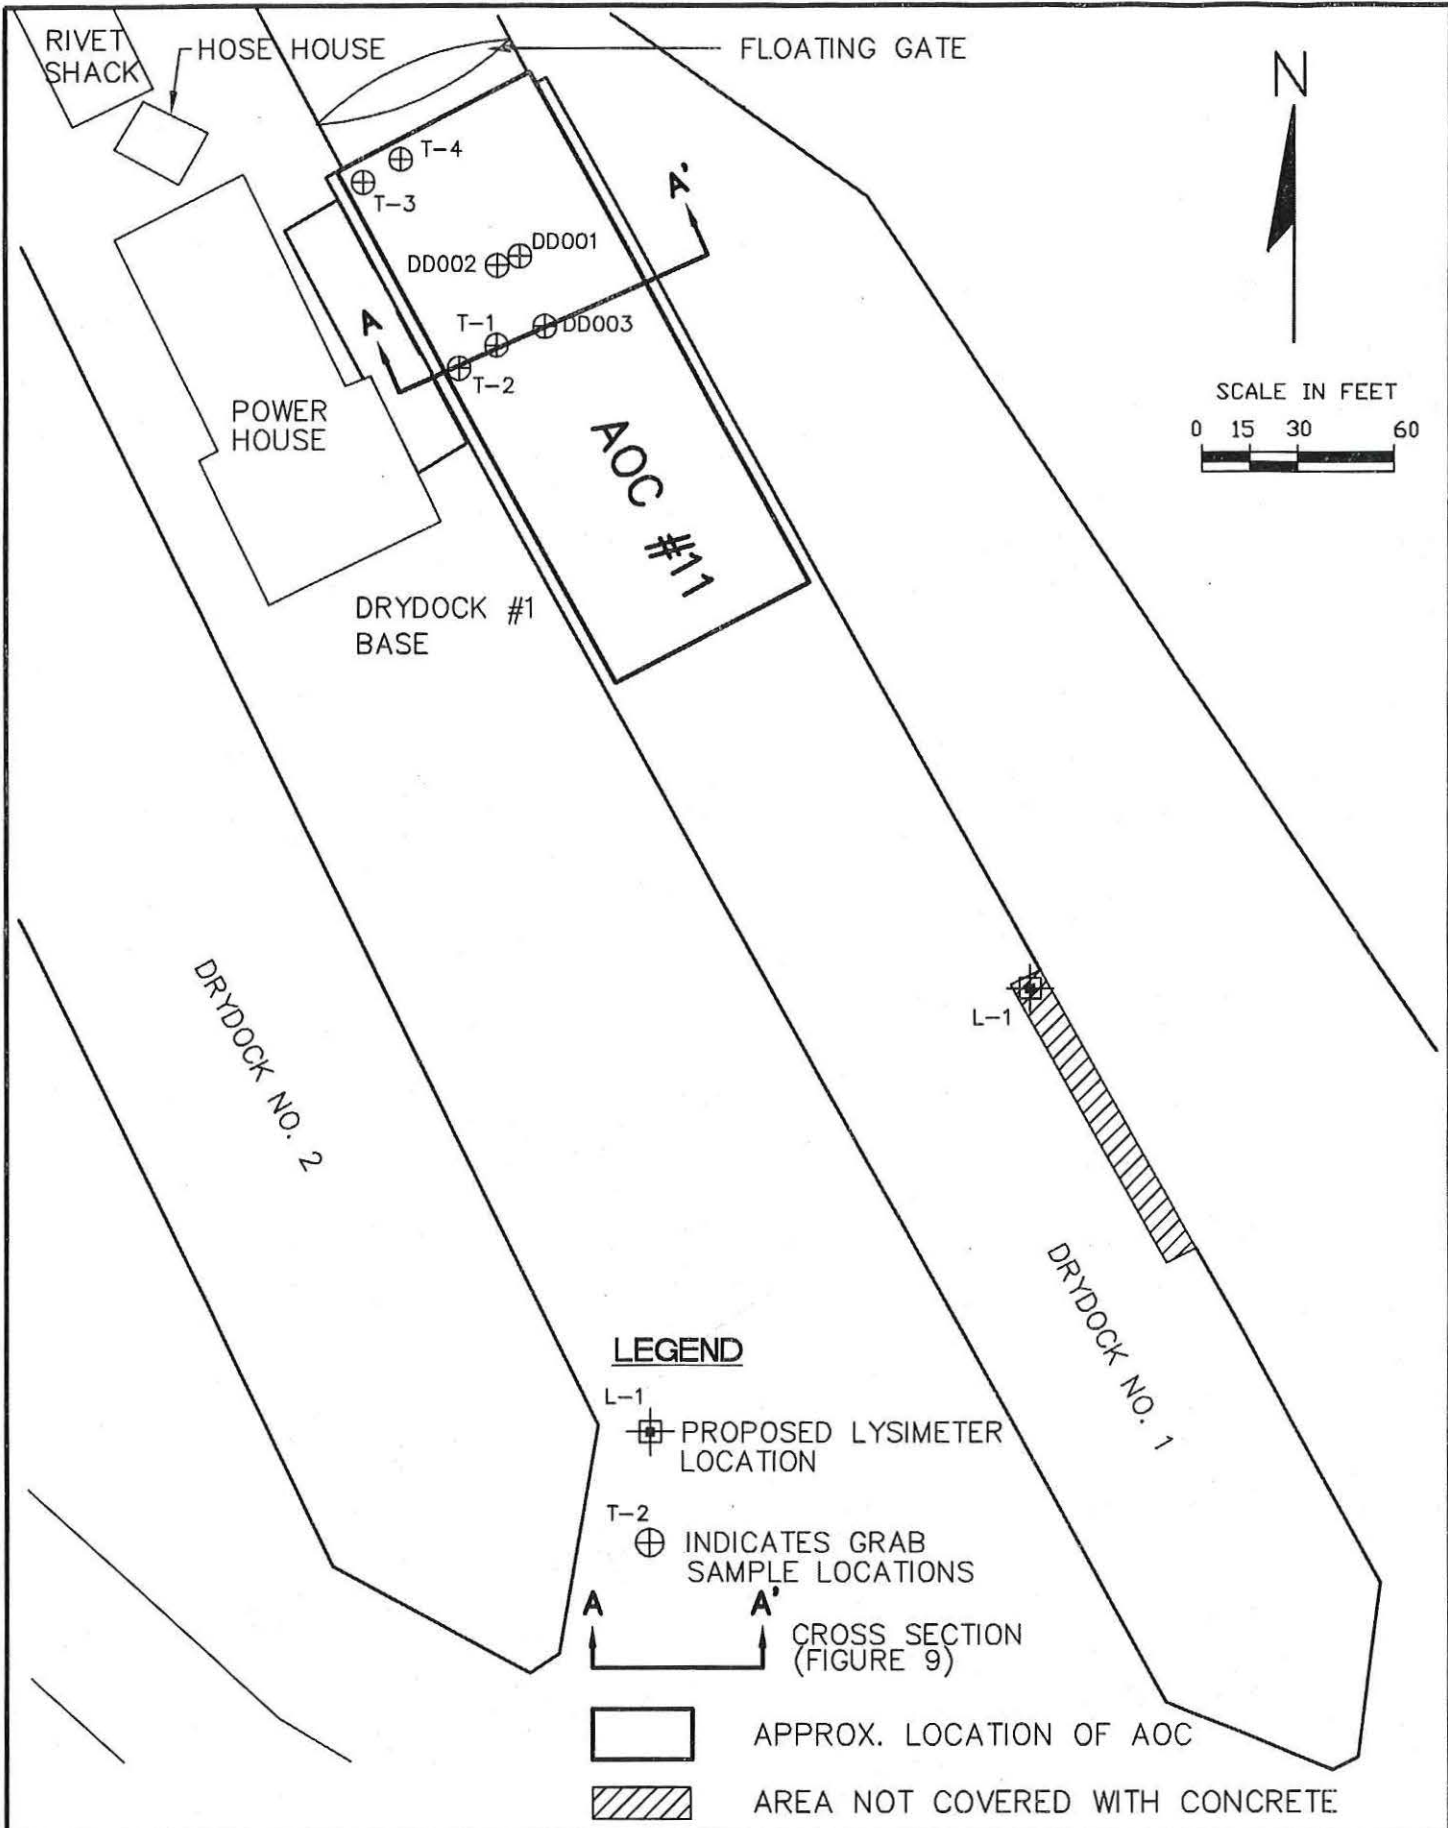 RIVET
SHACK
HOSE HOUSE
FLOATING GATE
N
T-4
T-3
A'
DD001
DD002
A
T-1
DD003
T-2
SCALE IN FEET
0 15 30 60
POWER
HOUSE
AOC #11
DRYDOCK #1
BASE
DRYDOCK NO. 2
L-1
DRYDOCK NO. 1
LEGEND
L-1
PROPOSED LYSIMETER
LOCATION
T-2
INDICATES GRAB
SAMPLE LOCATIONS
A A'
CROSS SECTION
(FIGURE 9)
APPROX. LOCATION OF AOC
AREA NOT COVERED WITH CONCRETE